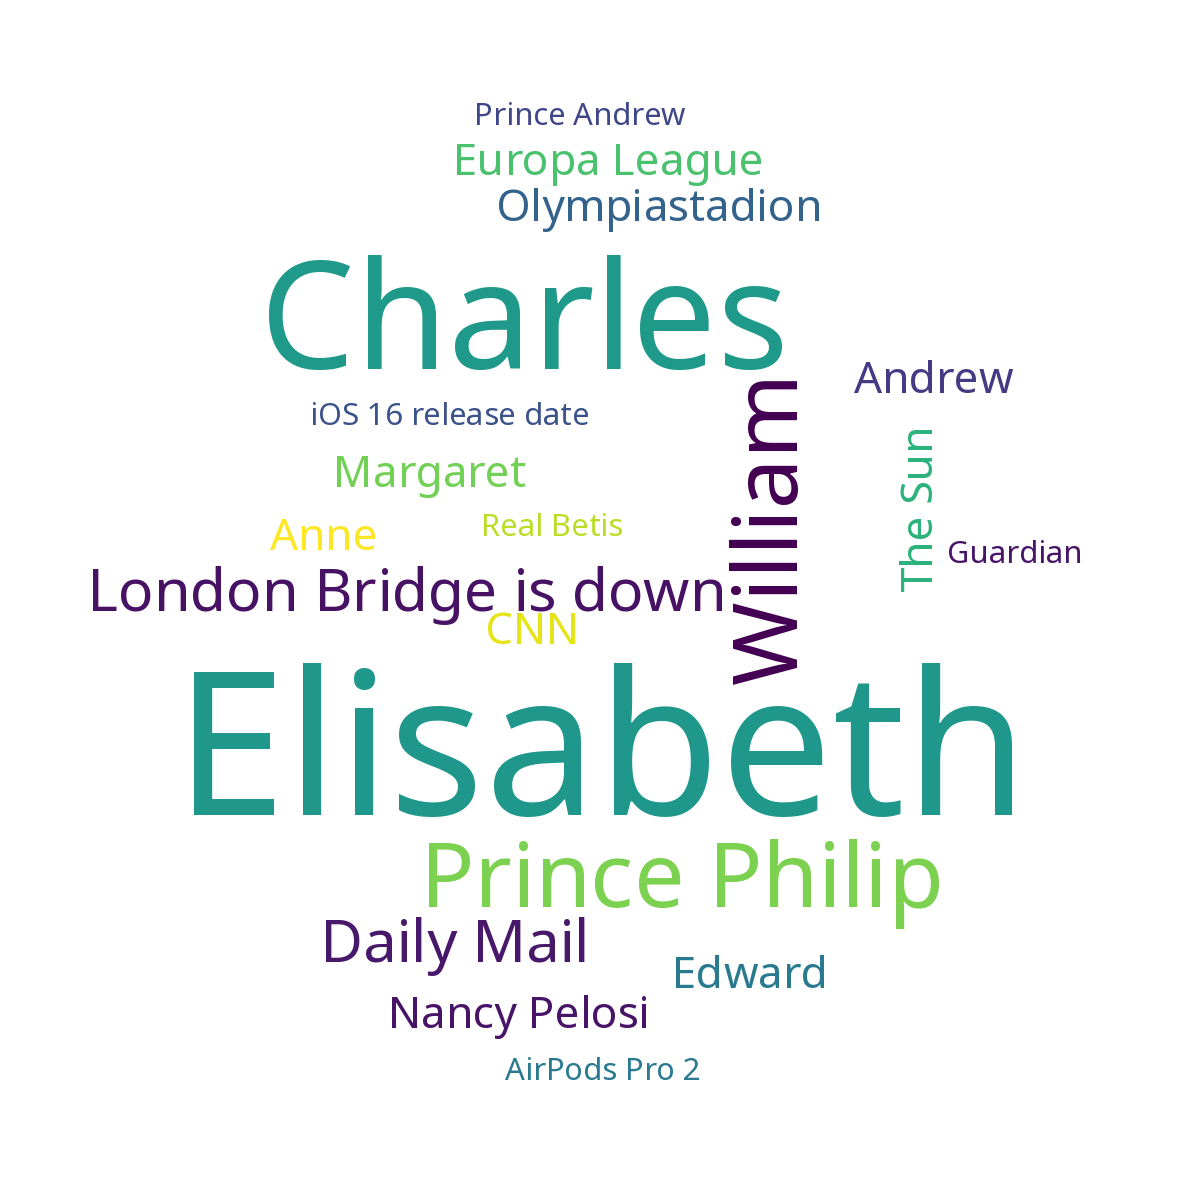 Prince Andrew
Europa League
Olympiastadion
Charles
Andrew
iOS 16 release date
William
The Sun
Margaret
Real Betis
Anne
Guardian
London Bridge is down
CNN
Elisabeth
Prince Philip
Daily Mail
Edward
Nancy Pelosi
AirPods Pro 2